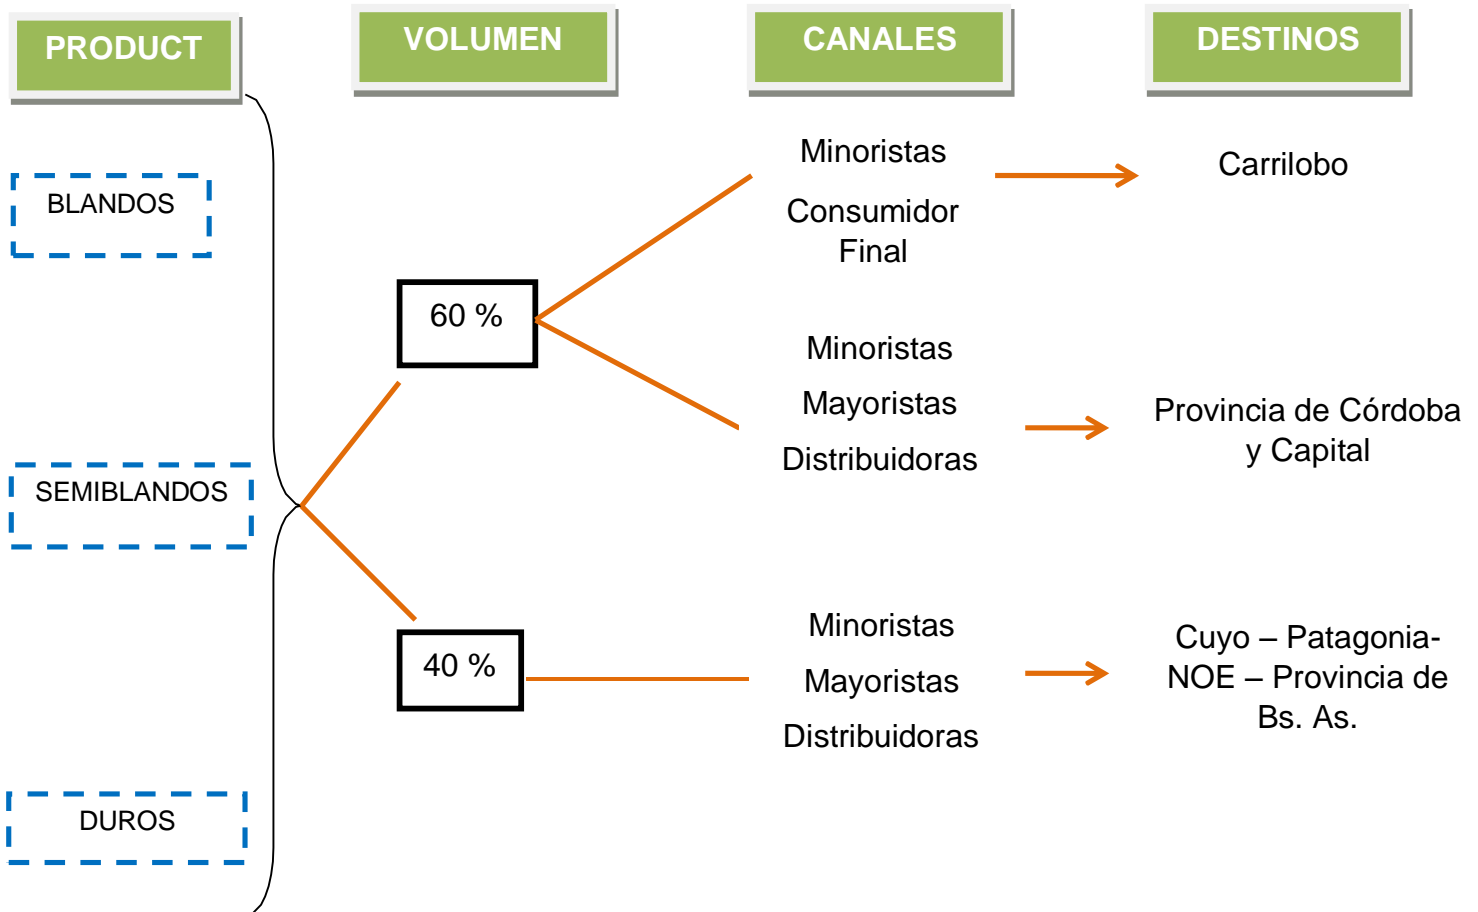 PRODUCT
VOLUMEN
CANALES
DESTINOS
BLANDOS
SEMIBLANDOS
DUROS
60 %
40 %
Minoristas
Consumidor
Final
Carrilobo
Minoristas
Mayoristas
Distribuidoras
Provincia de Córdoba
y Capital
Minoristas
Mayoristas
Distribuidoras
Cuyo – Patagonia-
NOE – Provincia de
Bs. As.